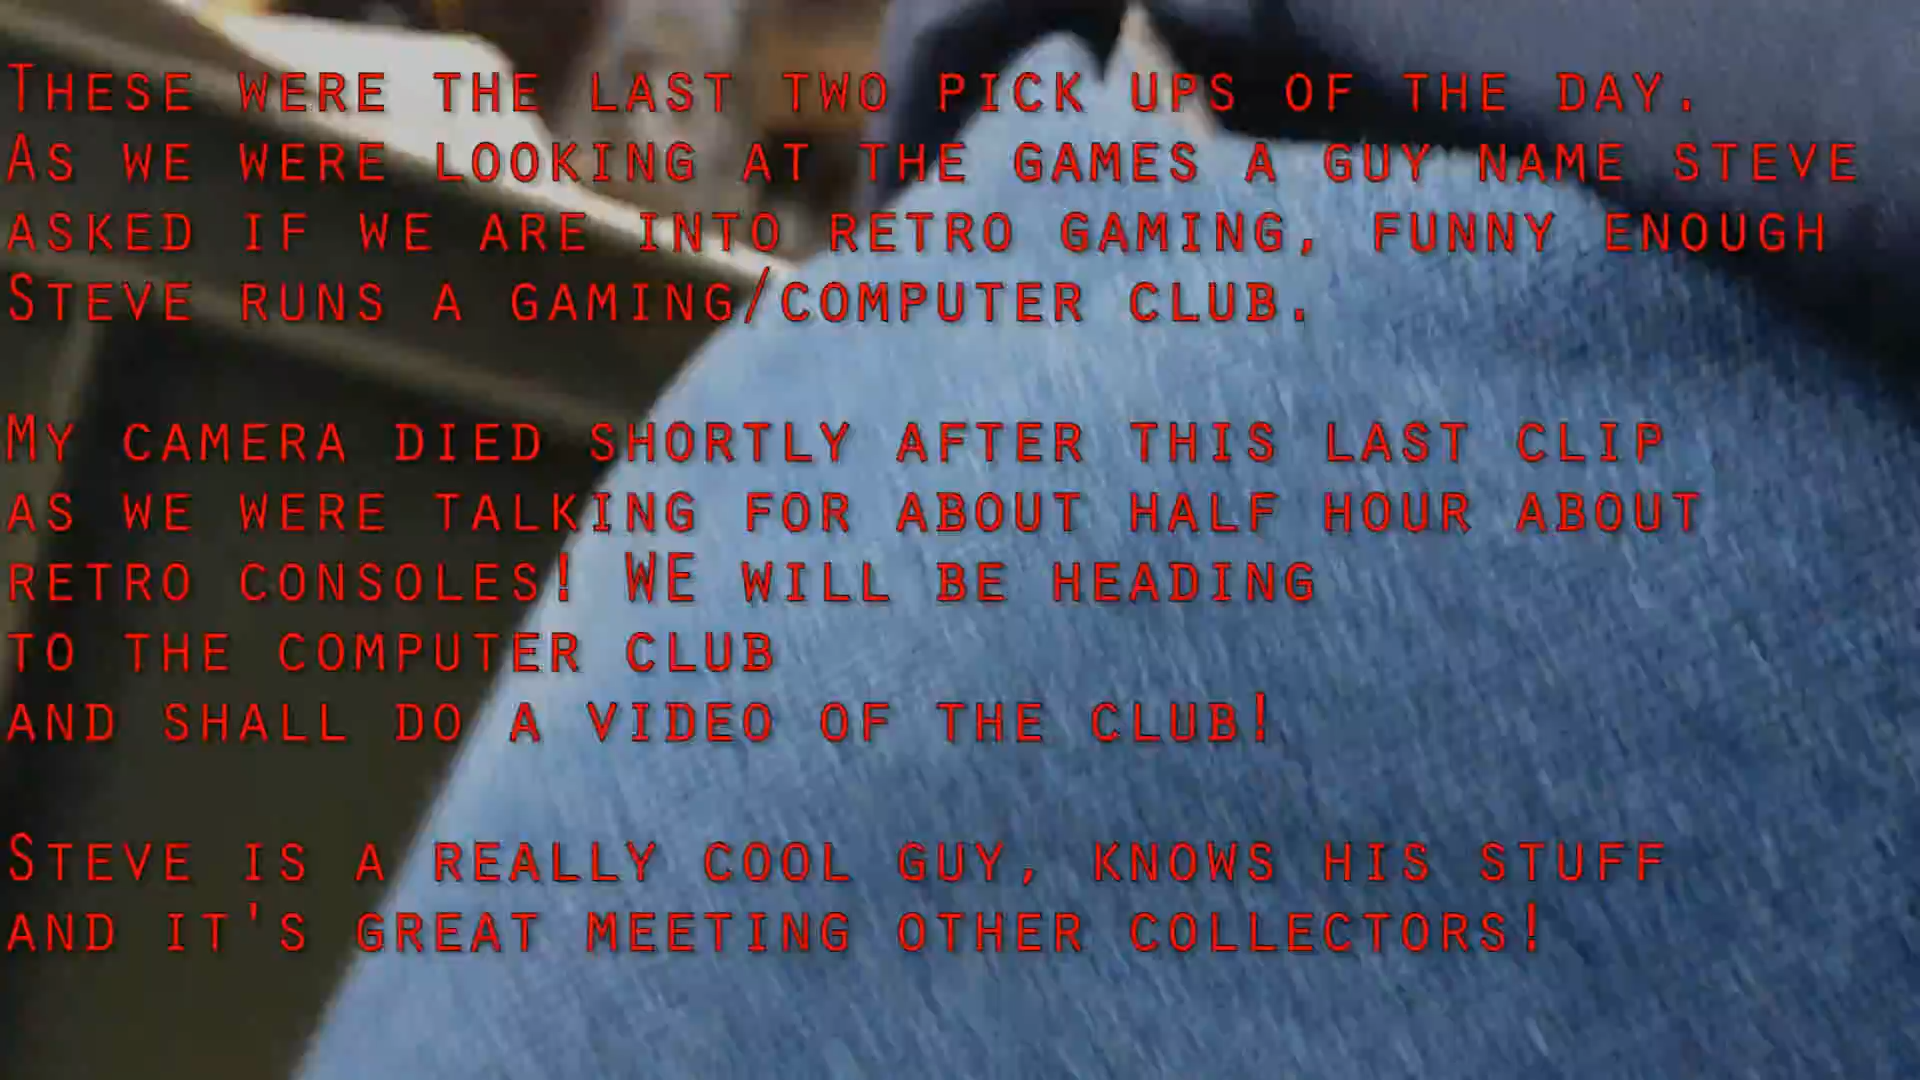 These were the last two pick ups of the day.
As we were looking at the games a guy name steve
asked if we are into retro gaming, funny enough
Steve runs a gaming/computer club.
My camera died shortly after this last clip
as we were talking for about half hour about
retro consoles! WE will be heading
to the computer club
and shall do a video of the club!
Steve is a really cool guy, knows his stuff
and it's great meeting other collectors!